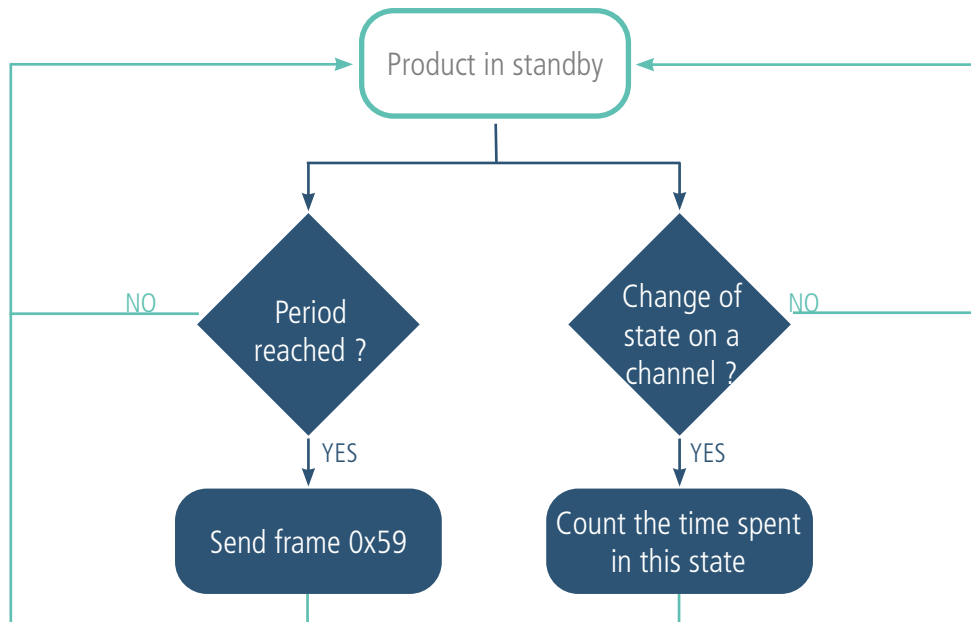 Product in standby
NO
Period
reached ?
Change of
state on a
channel ?
NO
YES
YES
Send frame 0x59
Count the time spent
in this state